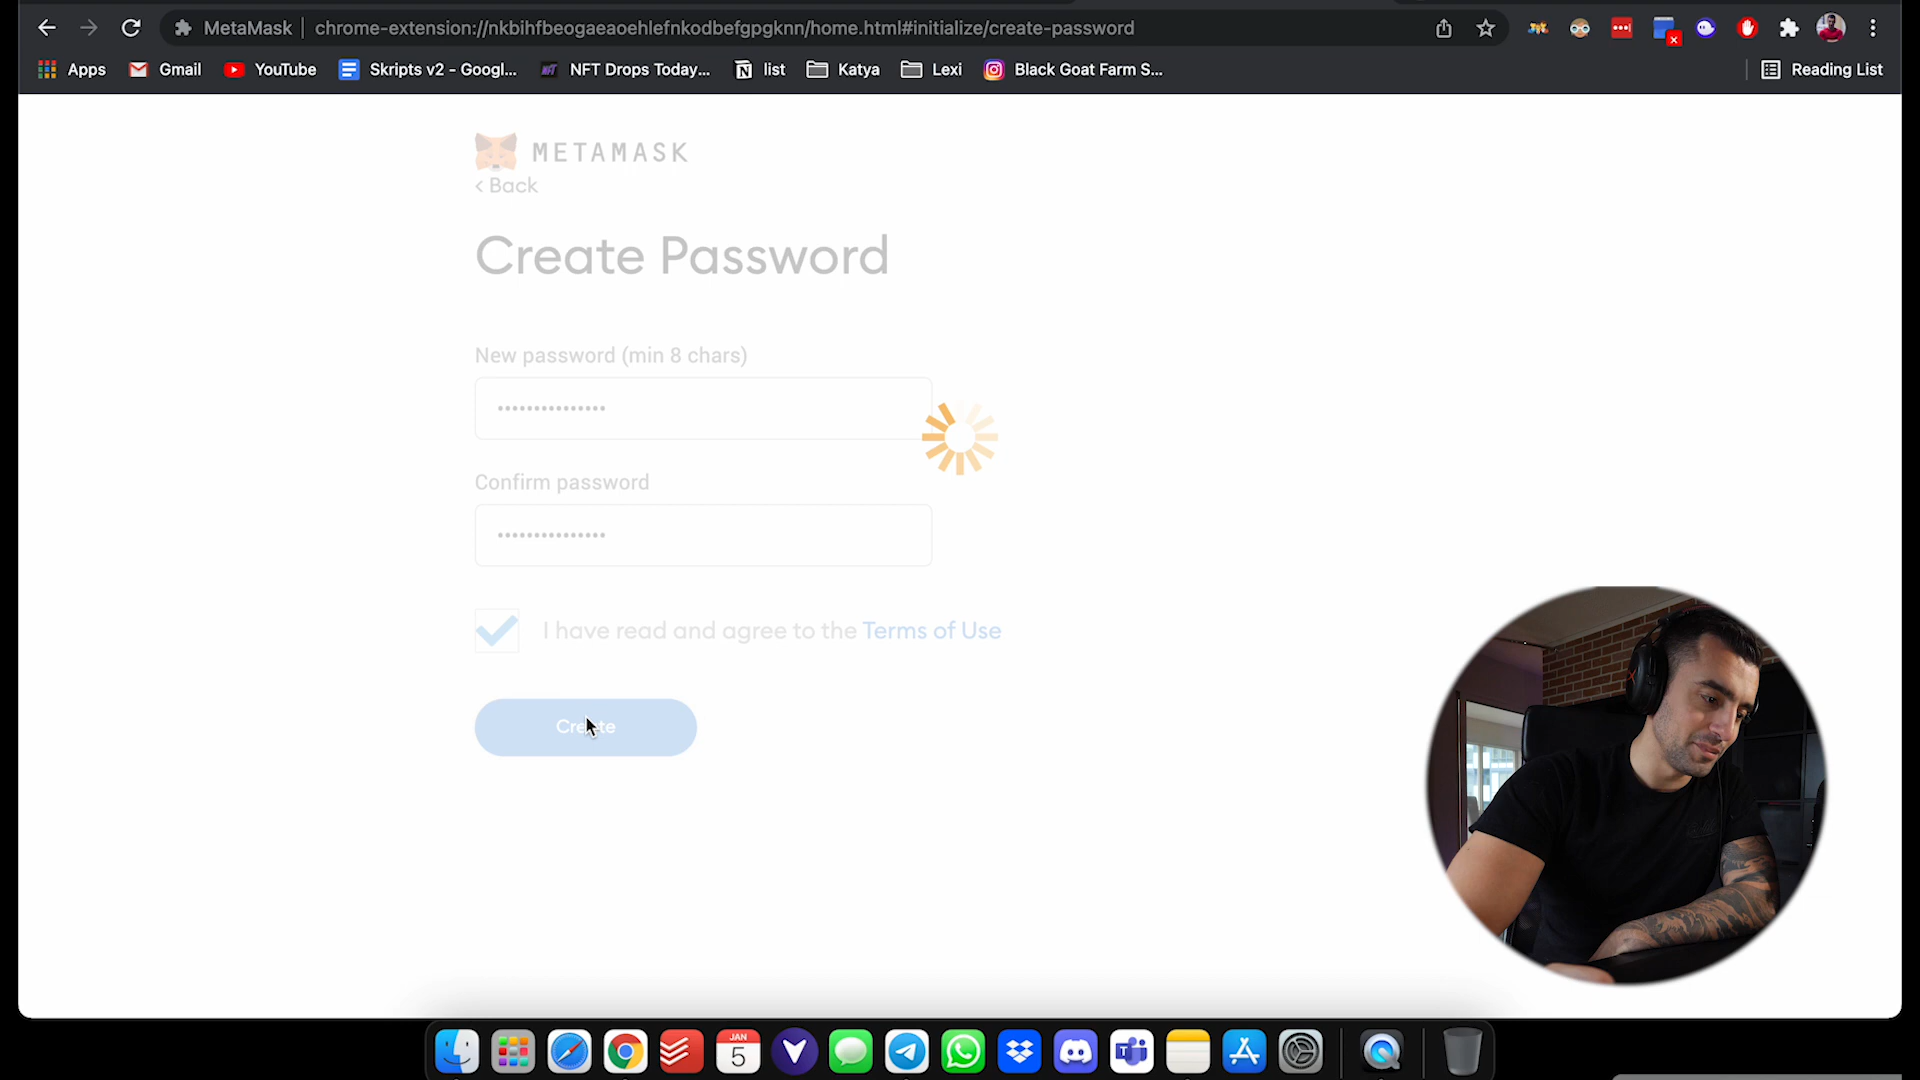 MetaMask chrome-extension://nkbihfbeogaeaoehlefnkodbefgpgknn/home.html#initialize/create-password
Apps Gmail YouTube Skripts v2 - Googl... NFT Drops Today... list Katya Lexi Black Goat Farm S... Reading List
METAMASK
< Back
Create Password
New password (min 8 chars)
Confirm password
I have read and agree to the Terms of Use
Create
JAN
5